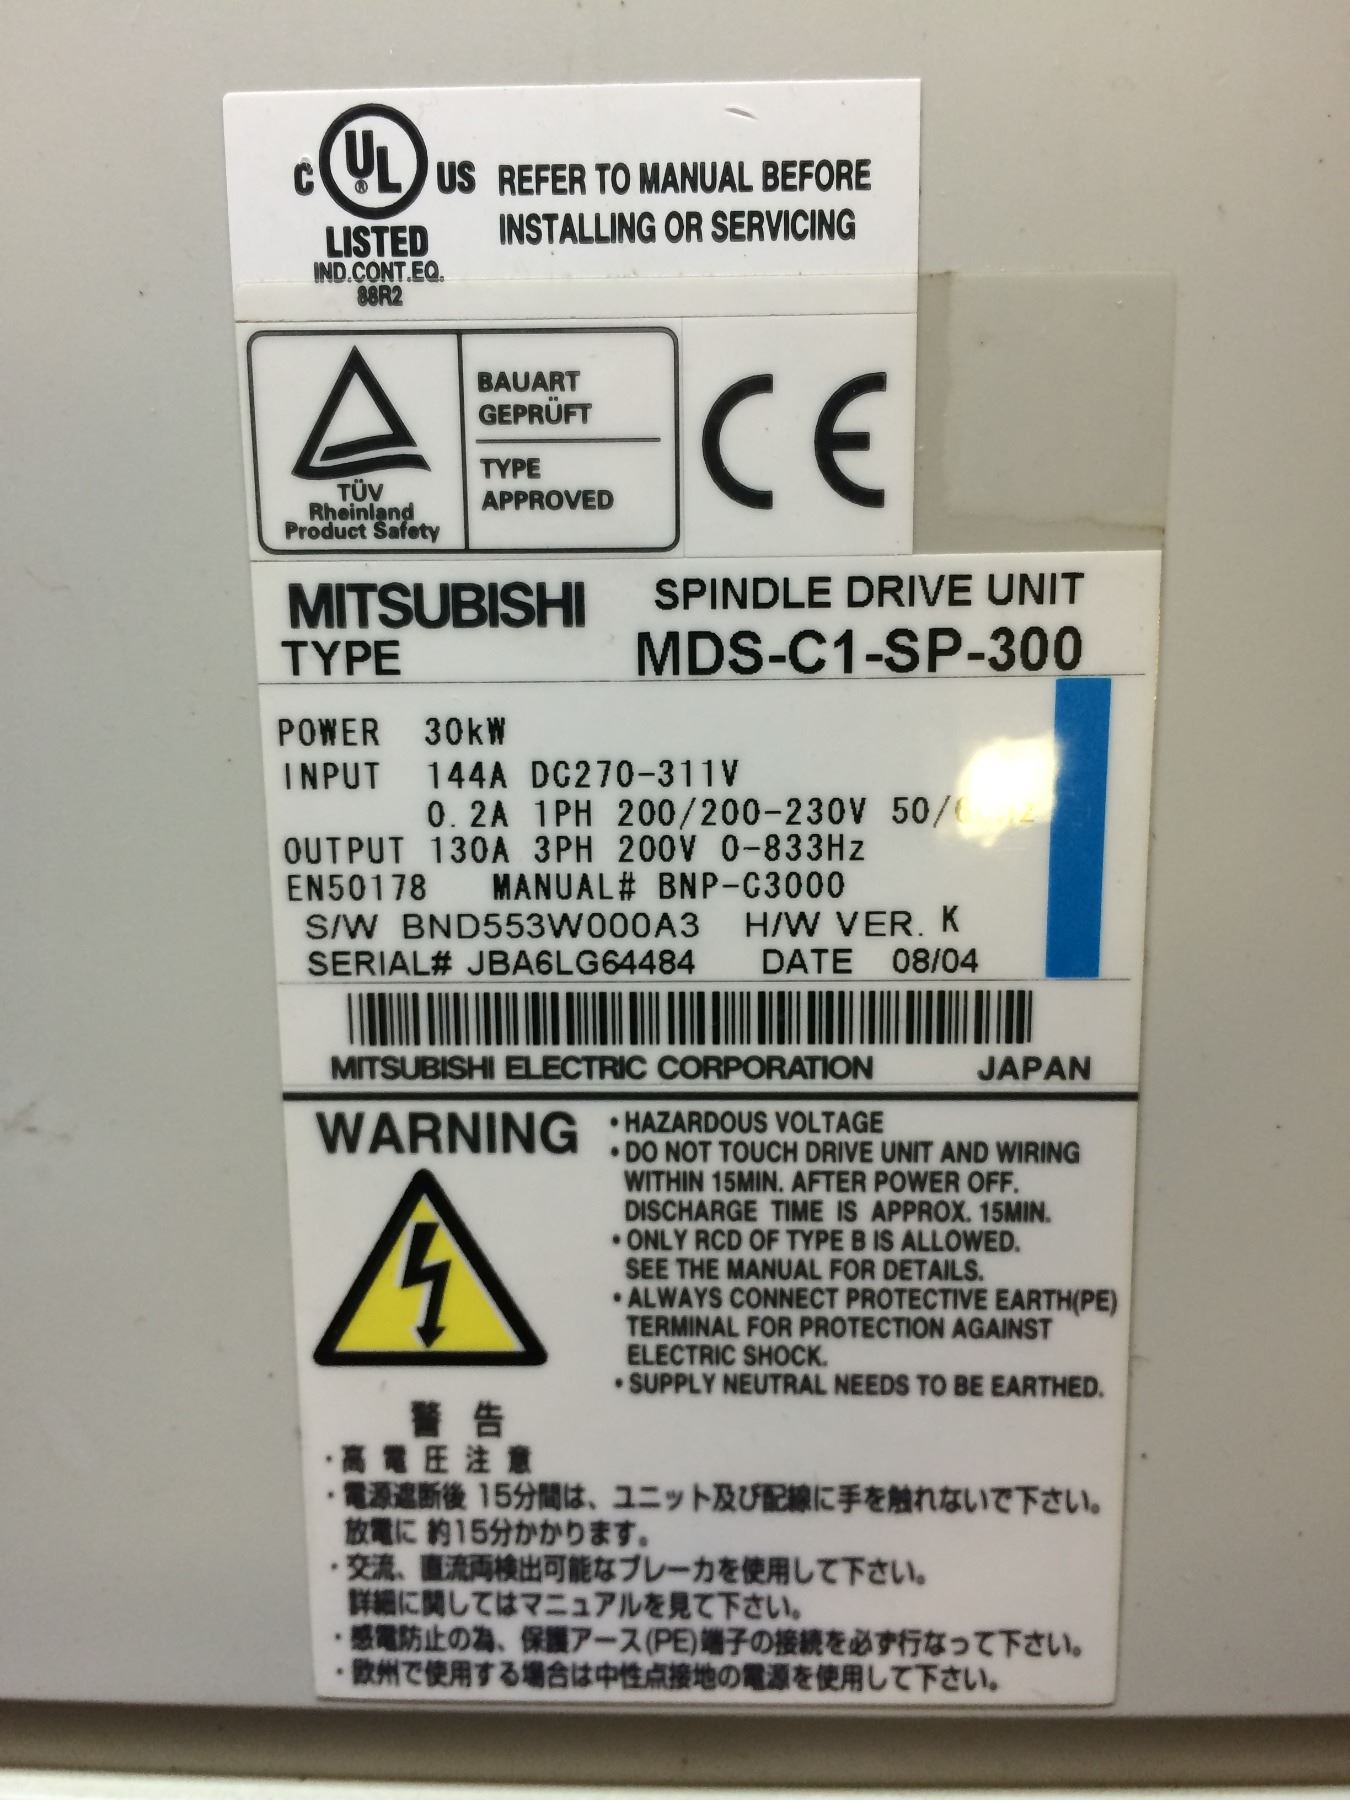 C UL® US
LISTED
IND.CONT.EQ.
88R2
REFER TO MANUAL BEFORE
INSTALLING OR SERVICING
TÜV
Rheinland
Product Safety
BAUART
GEPRÜFT
TYPE
APPROVED
CE
MITSUBISHI SPINDLE DRIVE UNIT
TYPE MDS-C1-SP-300
POWER 30kW
INPUT 144A DC270-311V
0.2A 1PH 200/200-230V 50/
OUTPUT 130A 3PH 200V 0-833Hz
EN50178 MANUAL# BNP-C3000
S/W BND553W000A3 H/W VER. K
SERIAL# JBA6LG64484 DATE 08/04
MITSUBISHI ELECTRIC CORPORATION JAPAN
WARNING
・HAZARDOUS VOLTAGE
・DO NOT TOUCH DRIVE UNIT AND WIRING
WITHIN 15MIN. AFTER POWER OFF.
DISCHARGE TIME IS APPROX. 15MIN.
・ONLY RCD OF TYPE B IS ALLOWED.
SEE THE MANUAL FOR DETAILS.
・ALWAYS CONNECT PROTECTIVE EARTH(PE)
TERMINAL FOR PROTECTION AGAINST
ELECTRIC SHOCK.
・SUPPLY NEUTRAL NEEDS TO BE EARTHED.
警告
・高電圧注意
・電源遮断後 15分間は、ユニット及び配線に手を触れないで下さい。
放電に 約15分かかります。
・交流、直流両検出可能なブレーカを使用して下さい。
詳細に関してはマニュアルを見て下さい。
・感電防止の為、保護アース(PE)端子の接続を必ず行なって下さい。
・欧州で使用する場合は中性点接地の電源を使用して下さい。